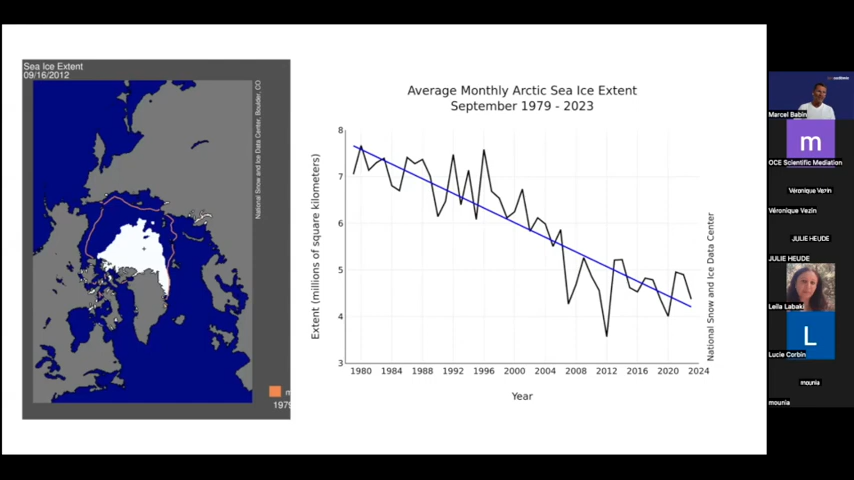 Sea Ice Extent
09/16/2012
National Snow and Ice Data Center, Boulder, CO
1979
Average Monthly Arctic Sea Ice Extent
September 1979 - 2023
Extent (millions of square kilometers)
8
7
6
5
4
3
1980 1984 1988 1992 1996 2000 2004 2008 2012 2016 2020 2024
Year
National Snow and Ice Data Center
Marcel Babin
m
OCE Scientific Mediation
Véronique Vezin
Véronique Vezin
JULIE HEUDE
JULIE HEUDE
Leila Labaki
L
Lucie Corbin
mounia
mounia